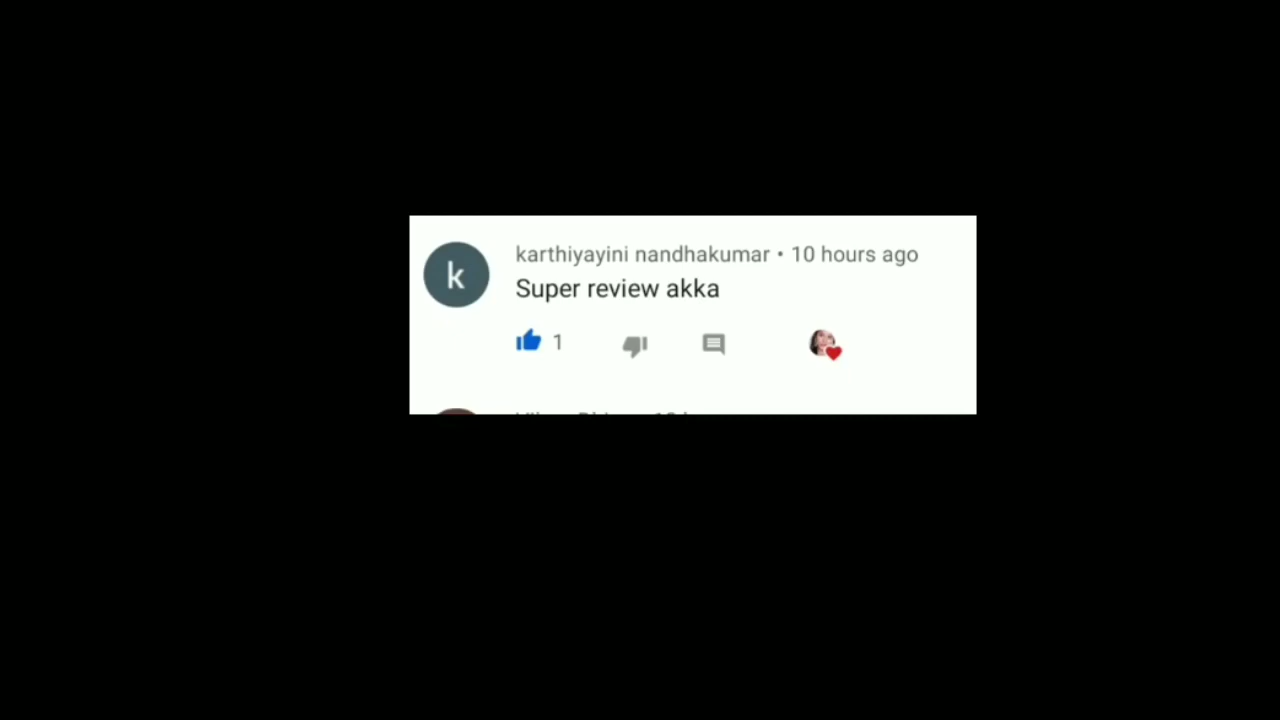 k
karthiyayini nandhakumar • 10 hours ago
Super review akka
1